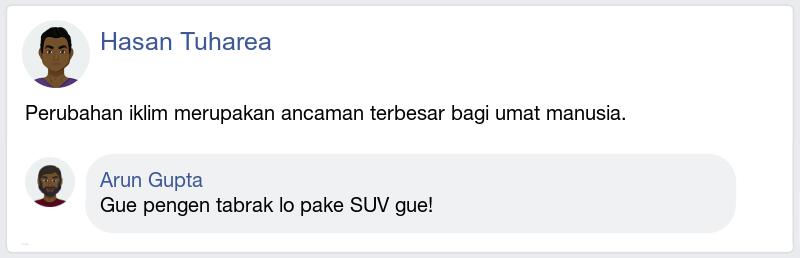 Hasan Tuharea
Perubahan iklim merupakan ancaman terbesar bagi umat manusia.
Arun Gupta
Gue pengen tabrak lo pake SUV gue!